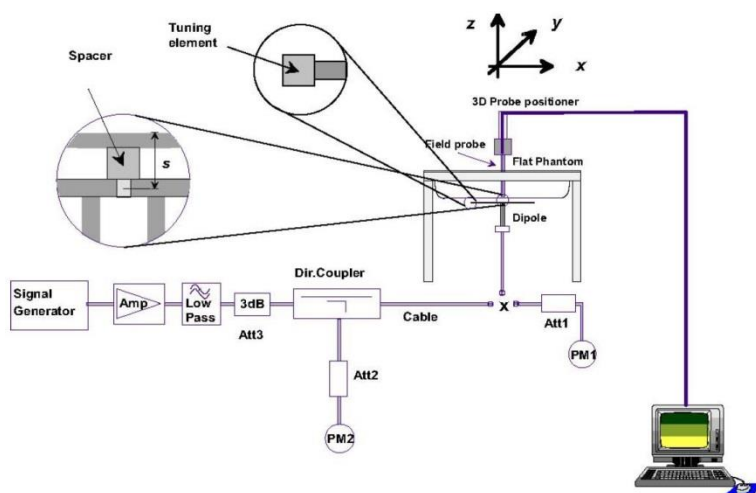 Tuning
element
Spacer
z
y
x
3D Probe positioner
Field probe
Flat Phantom
s
Dipole
Dir.Coupler
Signal
Generator
Amp
Low
Pass
3dB
Att3
Cable
x
Att1
PM1
Att2
PM2